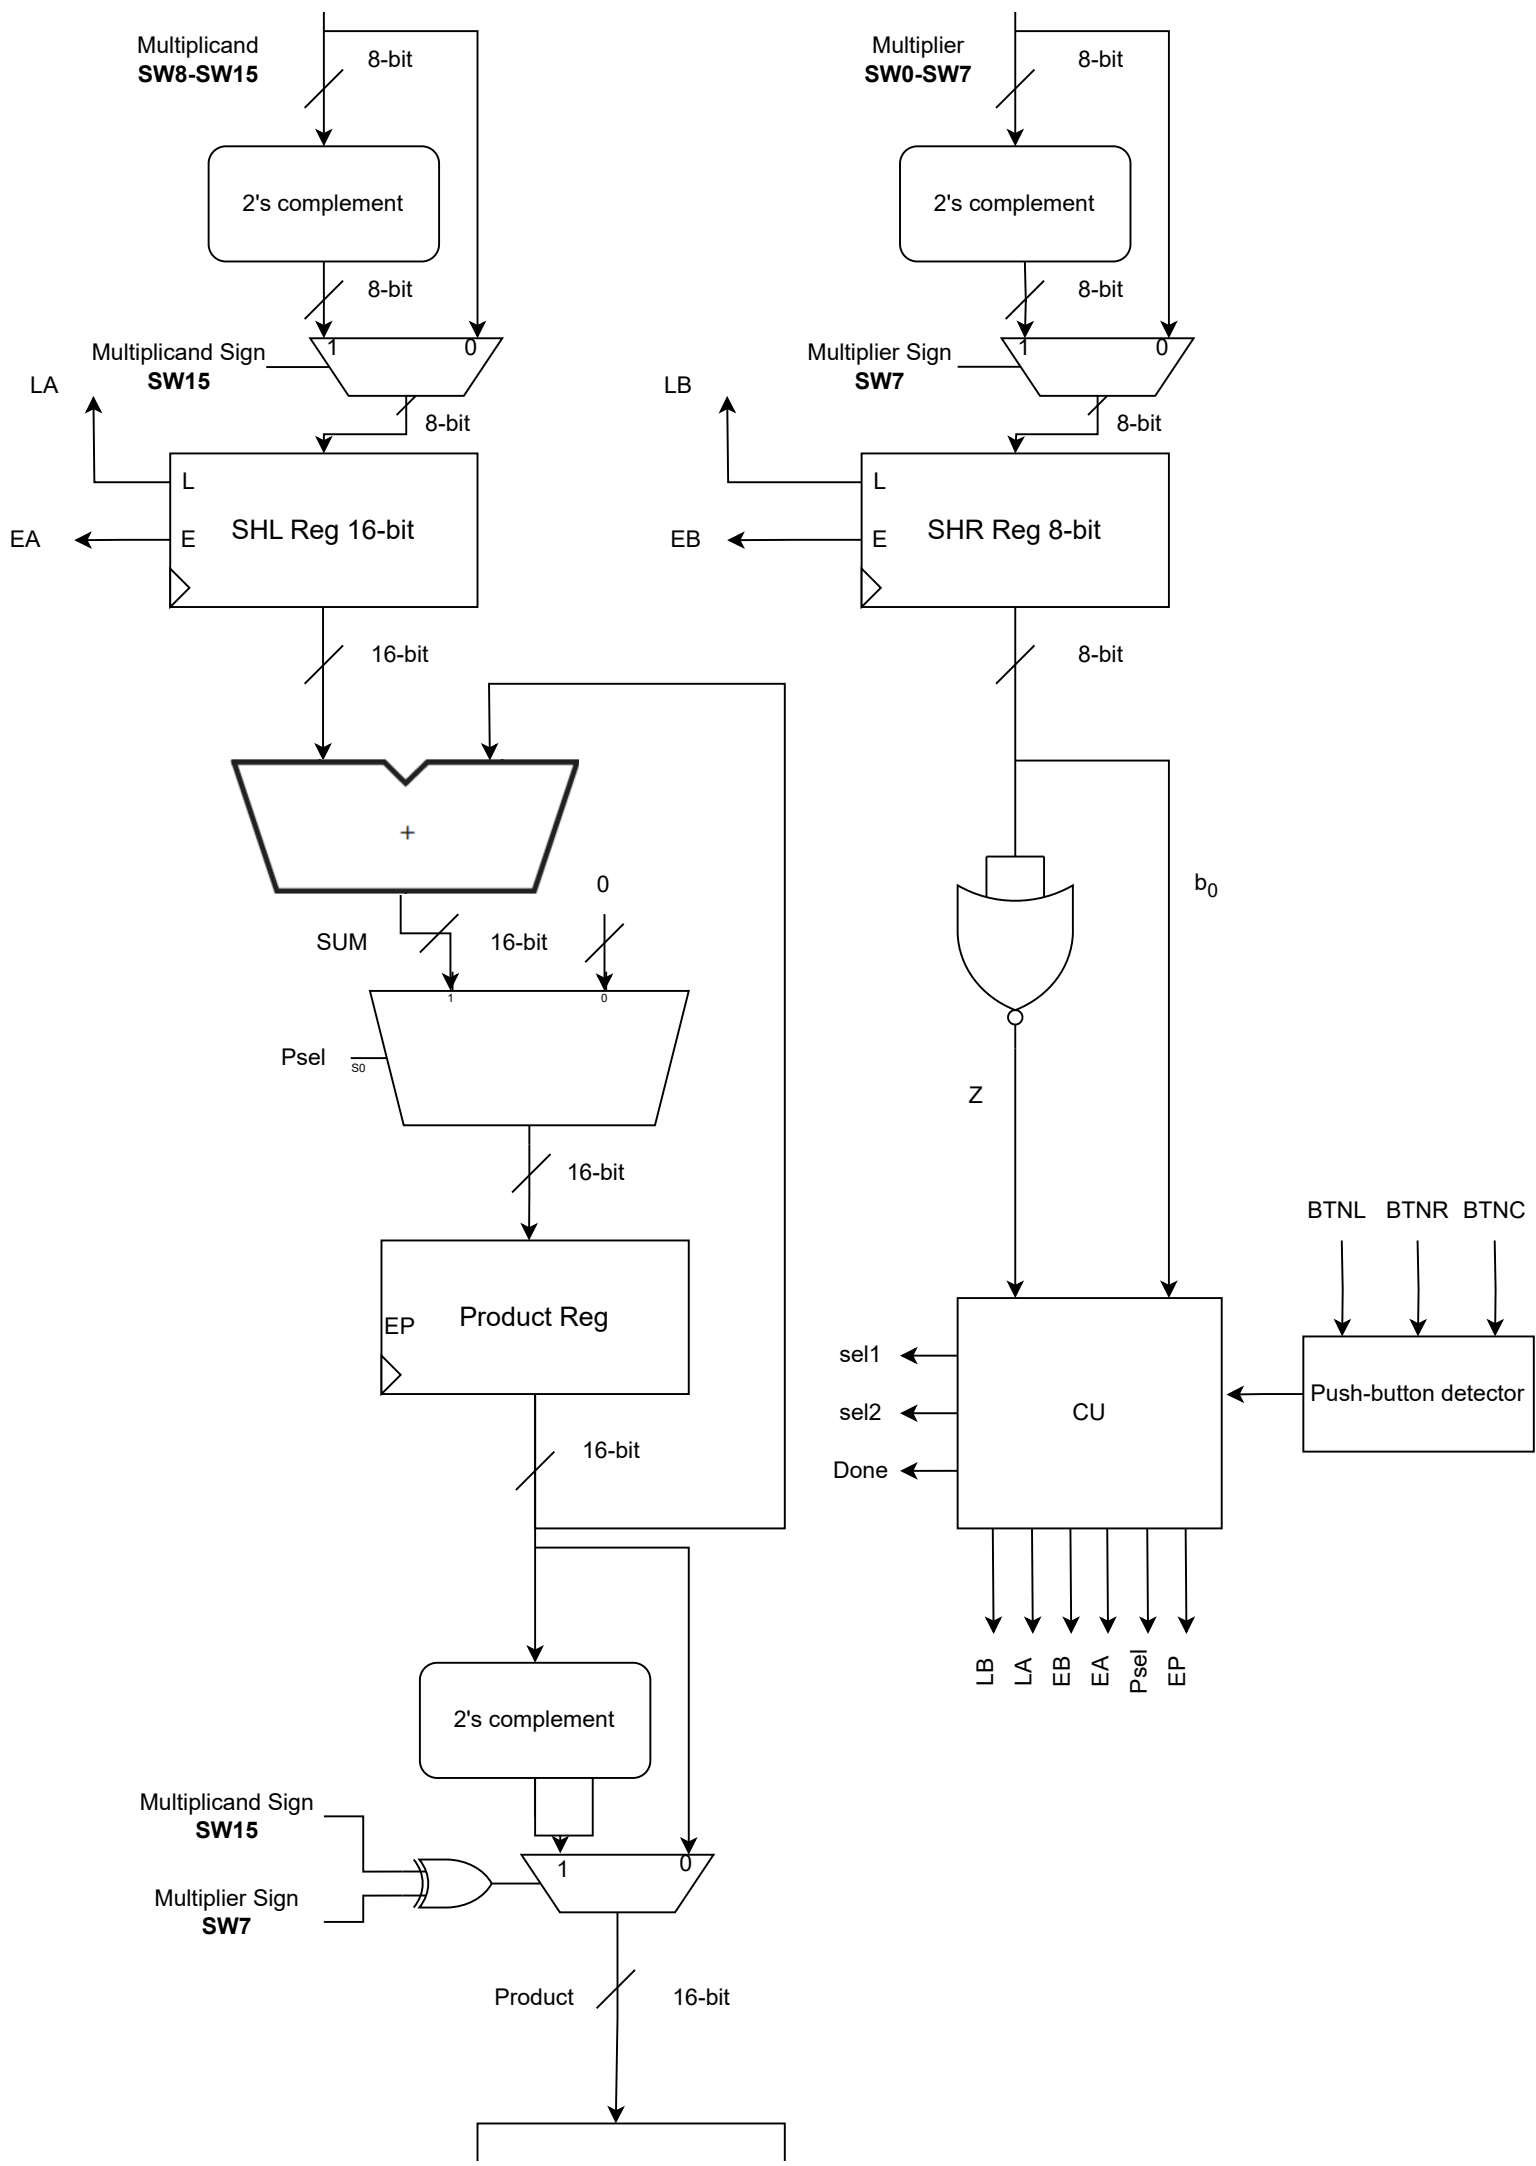 Multiplicand
SW8-SW15
8-bit
Multiplier
SW0-SW7
8-bit
2's complement
2's complement
8-bit
8-bit
1
0
1
0
Multiplicand Sign
SW15
Multiplier Sign
SW7
LA
LB
8-bit
8-bit
L
L
EA
E
SHL Reg 16-bit
EB
E
SHR Reg 8-bit
16-bit
8-bit
+
0
b0
SUM
16-bit
1
0
Psel
S0
Z
16-bit
BTNL
BTNR
BTNC
EP
Product Reg
sel1
sel2
Done
CU
Push-button detector
16-bit
LB
LA
EB
EA
Psel
EP
2's complement
Multiplicand Sign
SW15
1
0
Multiplier Sign
SW7
Product
16-bit